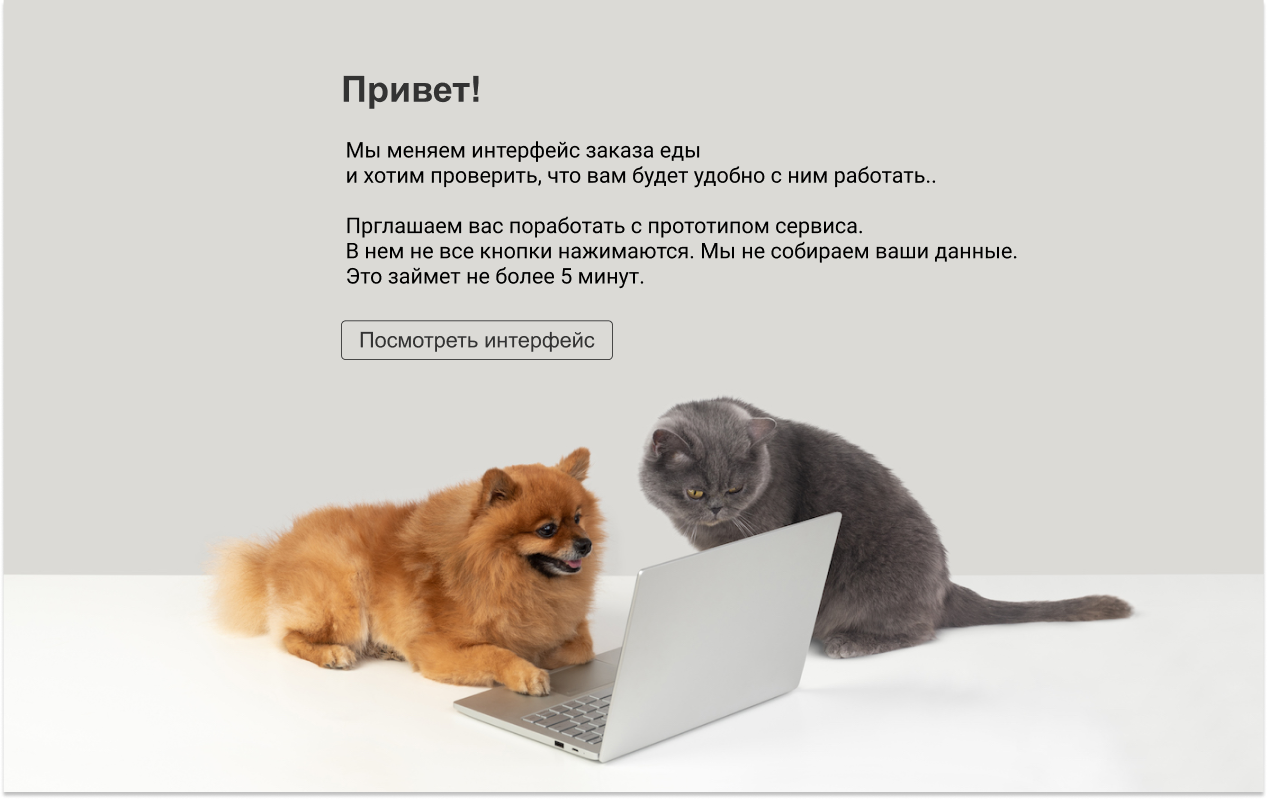 Привет!
Мы меняем интерфейс заказа еды
и хотим проверить, что вам будет удобно с ним работать..
Прглашаем вас поработать с прототипом сервиса.
В нем не все кнопки нажимаются. Мы не собираем ваши данные.
Это займет не более 5 минут.
Посмотреть интерфейс